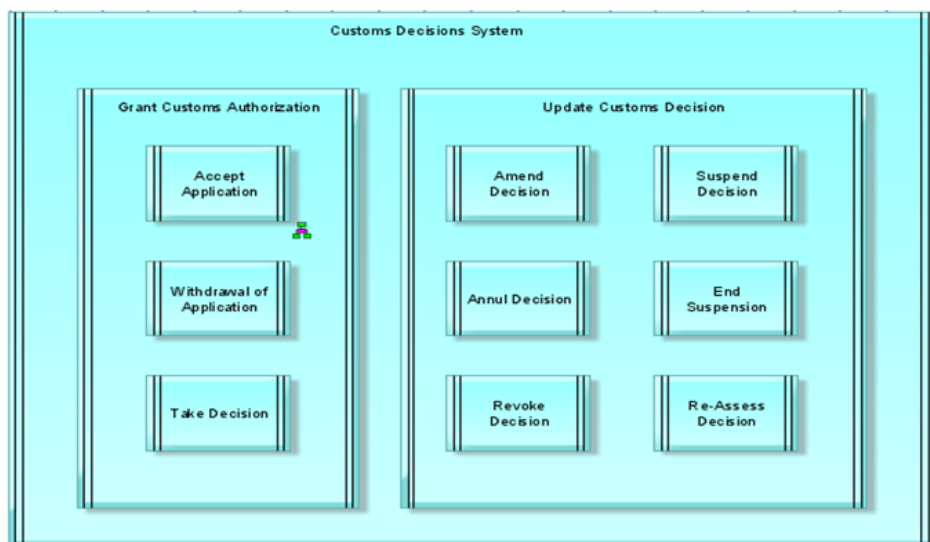 Customs Decisions System
Grant Customs Authorization
Accept
Application
Withdrawal of
Application
Take Decision
Update Customs Decision
Amend
Decision
Suspend
Decision
Annul Decision
End
Suspension
Revoke
Decision
Re-Assess
Decision